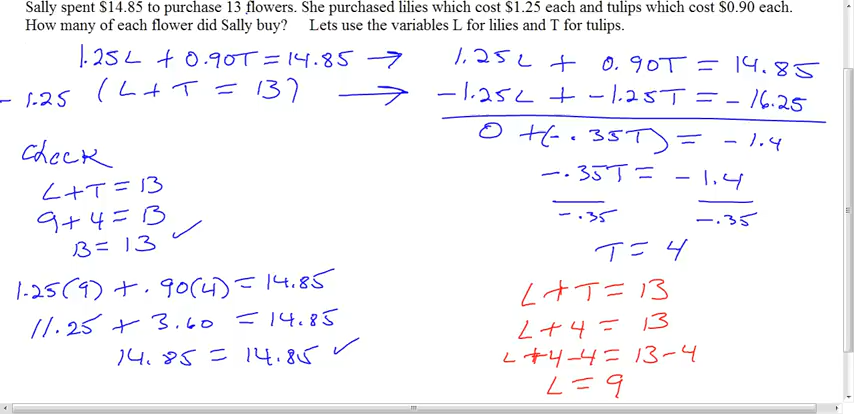 Sally spent $14.85 to purchase 13 flowers. She purchased lilies which cost $1.25 each and tulips which cost $0.90 each.
How many of each flower did Sally buy? Lets use the variables L for lilies and T for tulips.
1.25L + 0.90T = 14.85 →
- 1.25 (L + T = 13) →
1.25L + 0.90T = 14.85
-1.25L + -1.25T = -16.25
0 + (-.35T) = -1.4
-.35T = -1.4
-.35 -.35
T = 4
L + T = 13
L + 4 = 13
L + 4 - 4 = 13 - 4
L = 9
Check
L + T = 13
9 + 4 = 13
13 = 13 ✓
1.25(9) + .90(4) = 14.85
11.25 + 3.60 = 14.85
14.85 = 14.85 ✓